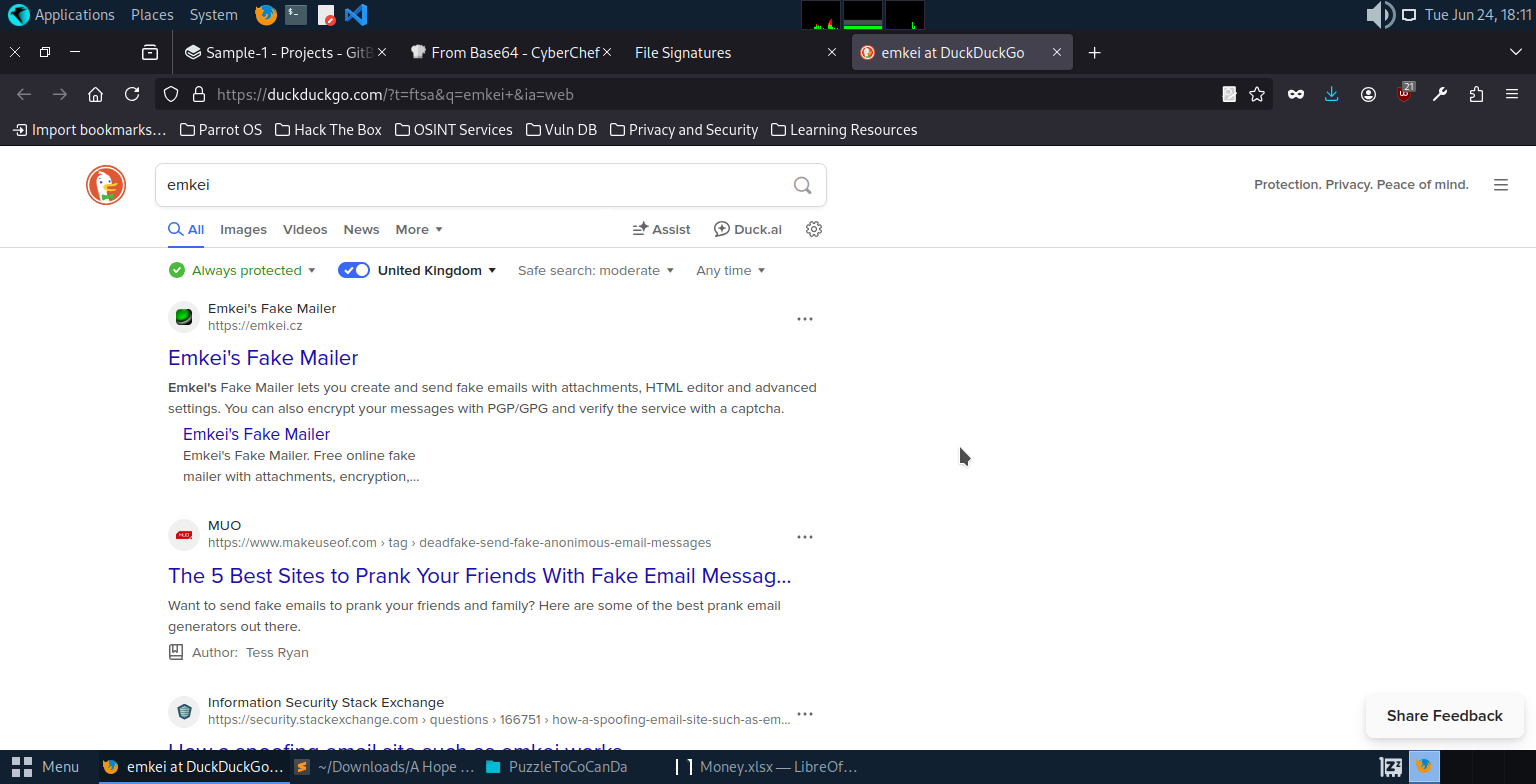 Applications Places System Tue Jun 24, 18:11
Sample-1 - Projects - GitB From Base64 - CyberChef File Signatures emkei at DuckDuckGo
https://duckduckgo.com/?t=ftsa&q=emkei+&ia=web 21
Import bookmarks… Parrot OS Hack The Box OSINT Services Vuln DB Privacy and Security Learning Resources
emkei
Protection. Privacy. Peace of mind.
All Images Videos News More Assist Duck.ai
Always protected United Kingdom Safe search: moderate Any time
Emkei's Fake Mailer
https://emkei.cz
Emkei's Fake Mailer
Emkei's Fake Mailer lets you create and send fake emails with attachments, HTML editor and advanced
settings. You can also encrypt your messages with PGP/GPG and verify the service with a captcha.
Emkei's Fake Mailer
Emkei's Fake Mailer. Free online fake
mailer with attachments, encryption,...
MUO
https://www.makeuseof.com › tag › deadfake-send-fake-anonimous-email-messages
The 5 Best Sites to Prank Your Friends With Fake Email Messag...
Want to send fake emails to prank your friends and family? Here are some of the best prank email
generators out there.
Author: Tess Ryan
Information Security Stack Exchange
https://security.stackexchange.com › questions › 166751 › how-a-spoofing-email-site-such-as-em...
How a spoofing email site such as emkei works
Share Feedback
Menu emkei at DuckDuckGo... ~/Downloads/A Hope ... PuzzleToCoCanDa Money.xlsx — LibreOf...